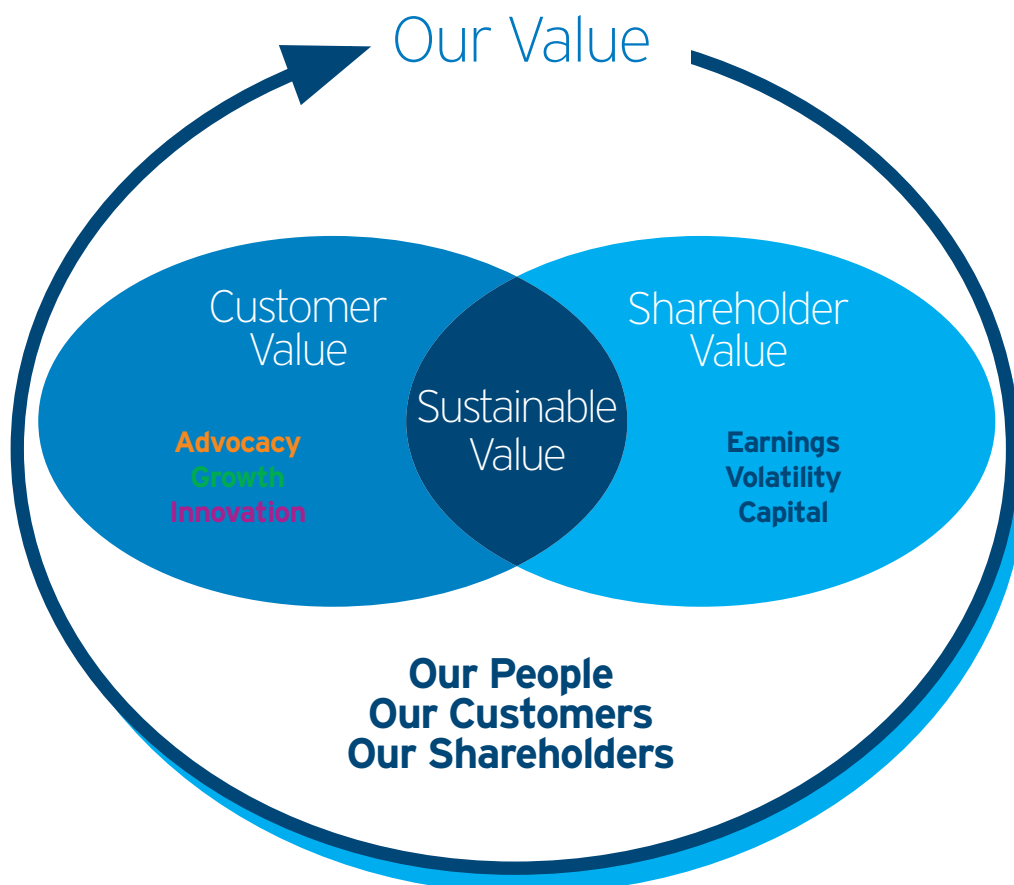 Our Value
Customer
Value
Shareholder
Value
Sustainable
Value
Advocacy
Growth
Innovation
Earnings
Volatility
Capital
Our People
Our Customers
Our Shareholders